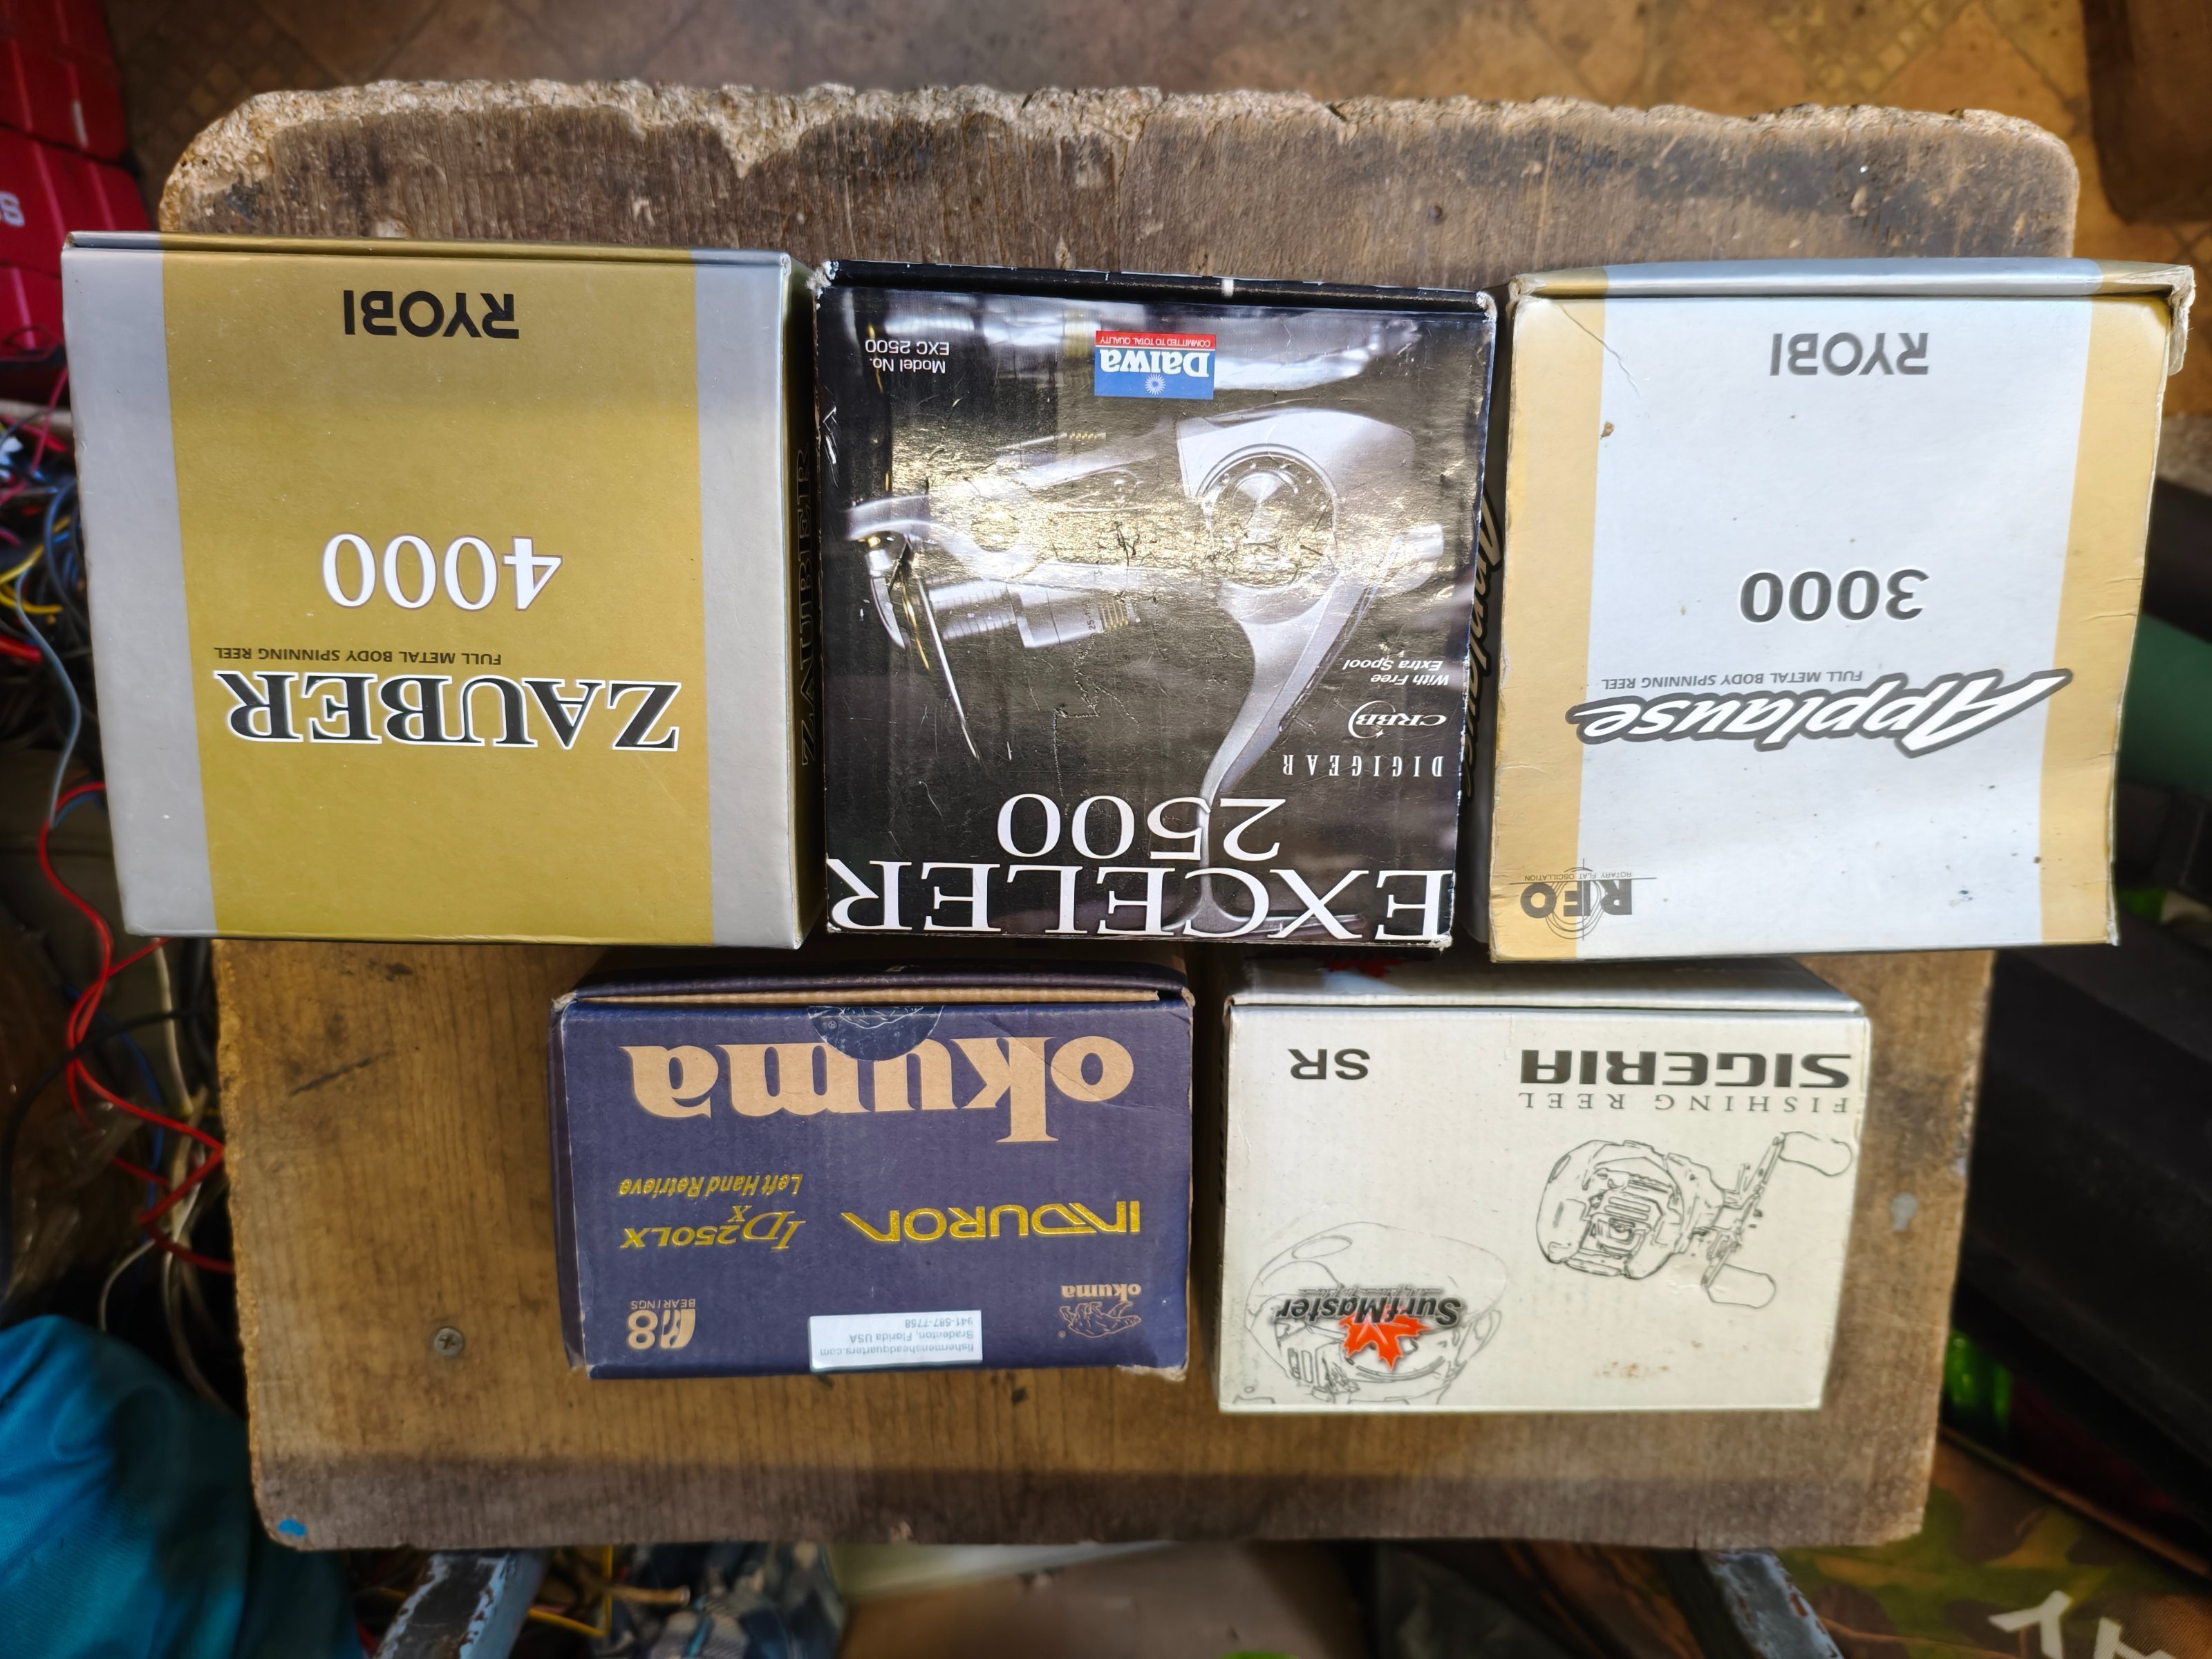 RYOBI
4000
FULL METAL BODY SPINNING REEL
ZAUBER
ZAUBER
Daiwa
COMMITTED TO TOTAL QUALITY
Model No.
EXC 2500
With Free
Extra Spool
CRBB
DIGIGEAR
2500
EXCELER
RYOBI
3000
FULL METAL BODY SPINNING REEL
Applause
Applause
RFO
ROTARY FLAT OSCILLATION
okuma
INDURON
IDx250LX
Left Hand Retrieve
okuma
8
BEARINGS
fishermensheadquarters.com
Bradenton, Florida USA
941-587-7758
FISHING REEL
SIGERIA
SR
SurfMaster